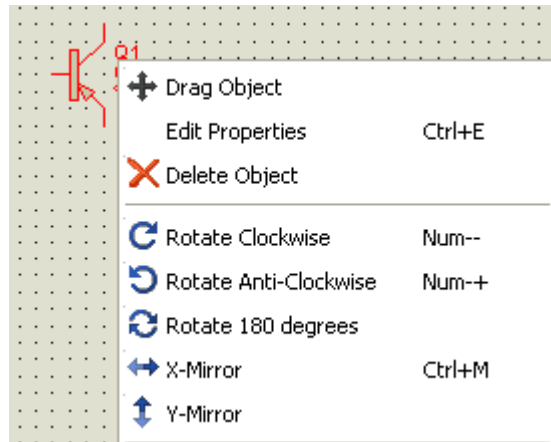 Q1
Drag Object
Edit Properties Ctrl+E
Delete Object
Rotate Clockwise Num--
Rotate Anti-Clockwise Num-+
Rotate 180 degrees
X-Mirror Ctrl+M
Y-Mirror